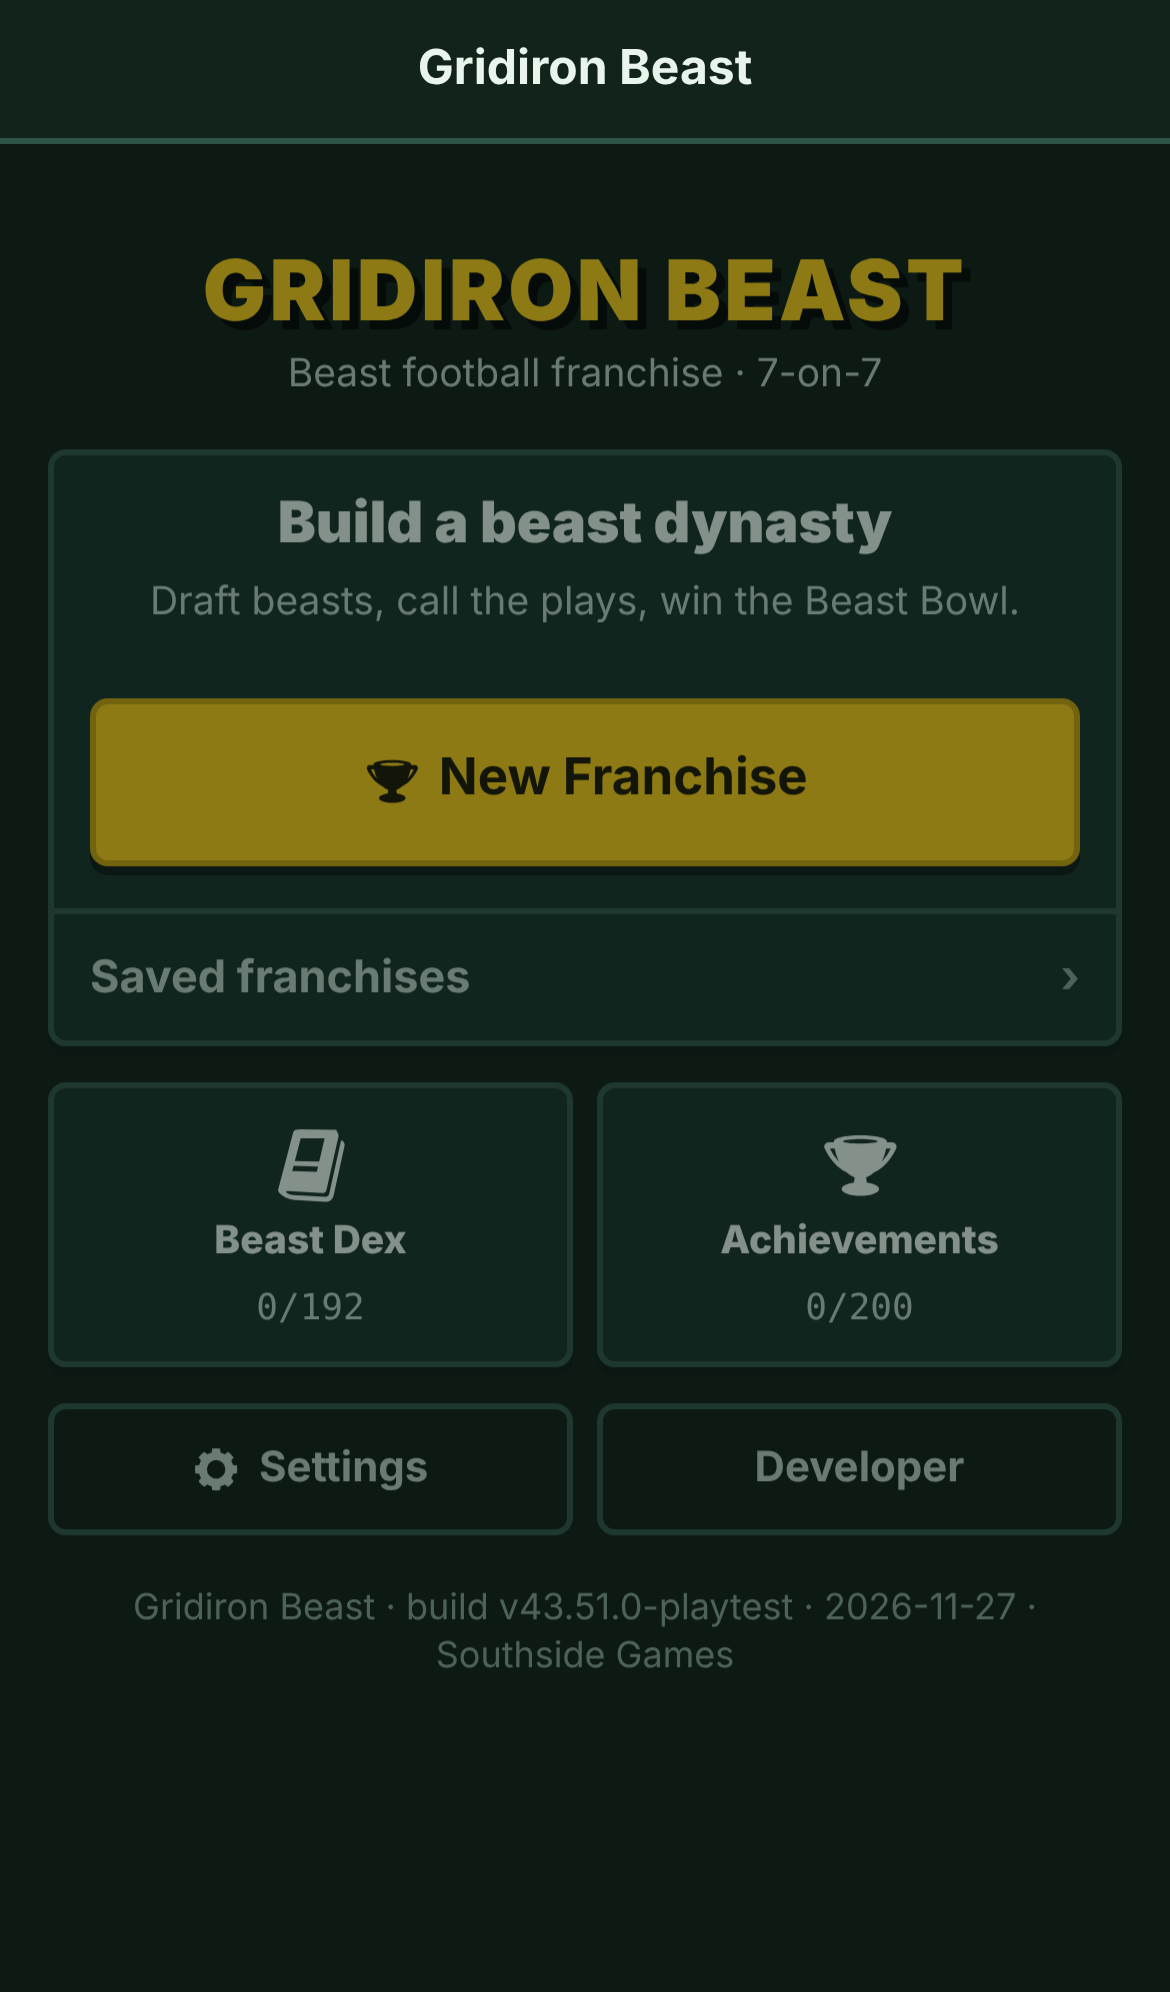 Gridiron Beast
GRIDIRON BEAST
Beast football franchise · 7-on-7
Build a beast dynasty
Draft beasts, call the plays, win the Beast Bowl.
New Franchise
Saved franchises ›
Beast Dex
0/192
Achievements
0/200
Settings
Developer
Gridiron Beast · build v43.51.0-playtest · 2026-11-27 ·
Southside Games